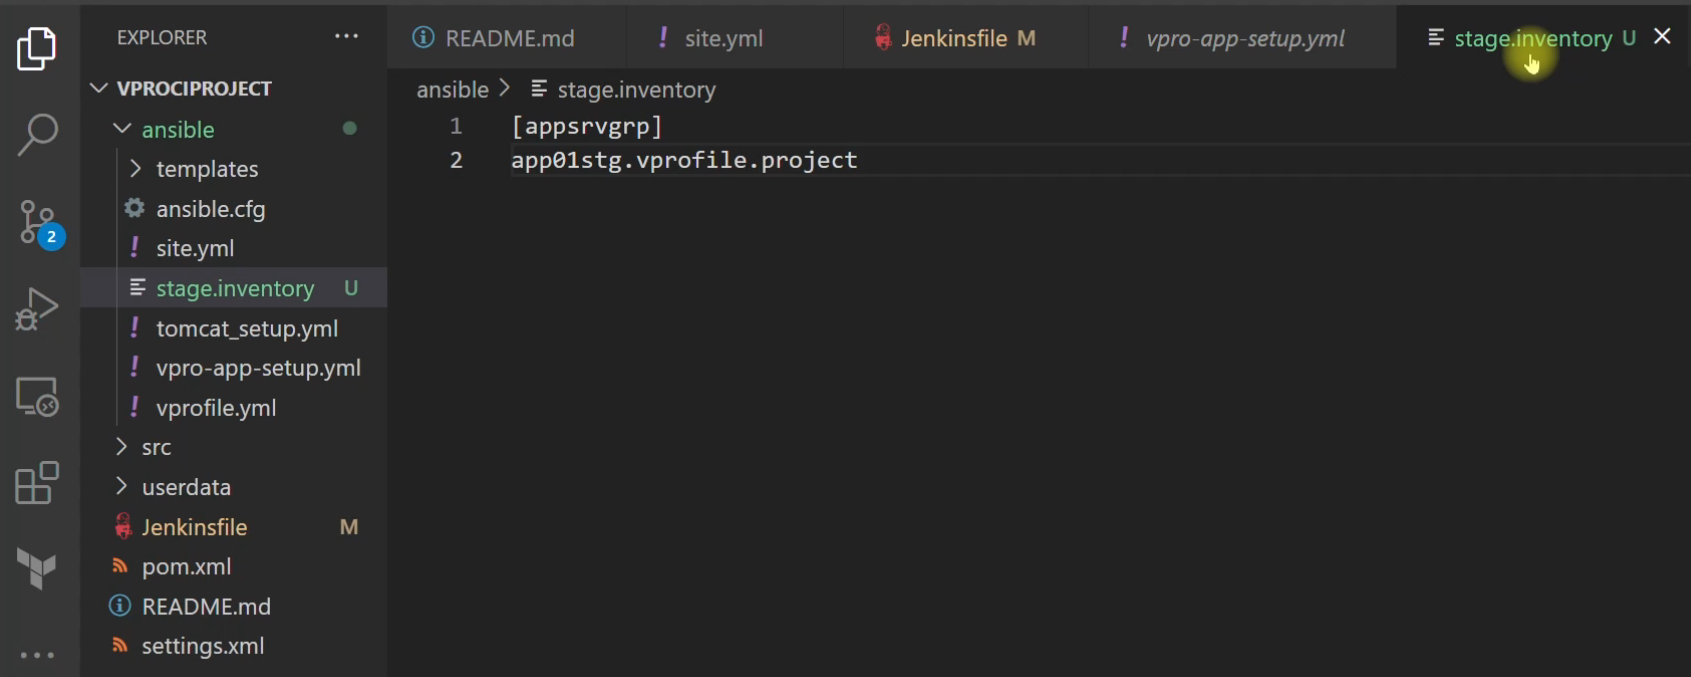 EXPLORER ...
VPROCIPROJECT
ansible
templates
ansible.cfg
! site.yml
stage.inventory U
! tomcat_setup.yml
! vpro-app-setup.yml
! vprofile.yml
src
userdata
Jenkinsfile M
pom.xml
README.md
settings.xml
2
README.md
! site.yml
Jenkinsfile M
! vpro-app-setup.yml
stage.inventory U
ansible > stage.inventory
1 [appsrvgrp]
2 app01stg.vprofile.project